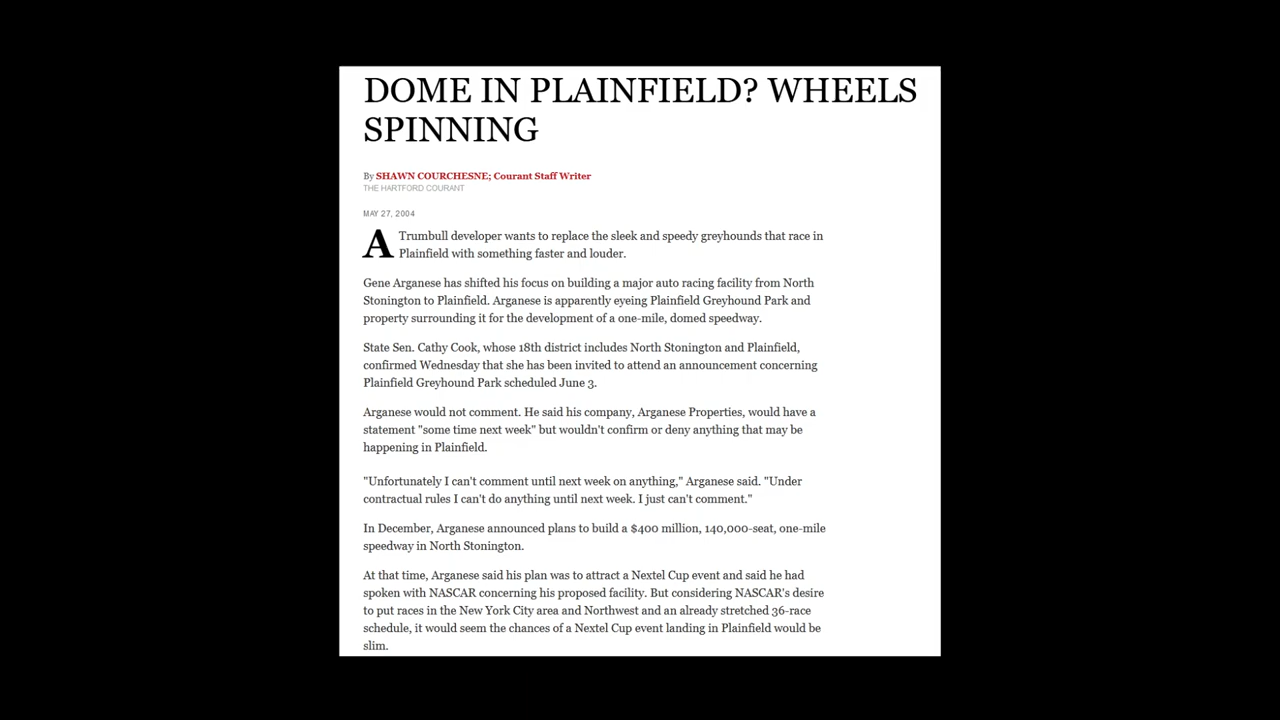 DOME IN PLAINFIELD? WHEELS
SPINNING
By SHAWN COURCHESNE; Courant Staff Writer
THE HARTFORD COURANT
MAY 27, 2004
A Trumbull developer wants to replace the sleek and speedy greyhounds that race in
Plainfield with something faster and louder.
Gene Arganese has shifted his focus on building a major auto racing facility from North
Stonington to Plainfield. Arganese is apparently eyeing Plainfield Greyhound Park and
property surrounding it for the development of a one-mile, domed speedway.
State Sen. Cathy Cook, whose 18th district includes North Stonington and Plainfield,
confirmed Wednesday that she has been invited to attend an announcement concerning
Plainfield Greyhound Park scheduled June 3.
Arganese would not comment. He said his company, Arganese Properties, would have a
statement "some time next week" but wouldn't confirm or deny anything that may be
happening in Plainfield.
"Unfortunately I can't comment until next week on anything," Arganese said. "Under
contractual rules I can't do anything until next week. I just can't comment."
In December, Arganese announced plans to build a $400 million, 140,000-seat, one-mile
speedway in North Stonington.
At that time, Arganese said his plan was to attract a Nextel Cup event and said he had
spoken with NASCAR concerning his proposed facility. But considering NASCAR's desire
to put races in the New York City area and Northwest and an already stretched 36-race
schedule, it would seem the chances of a Nextel Cup event landing in Plainfield would be
slim.